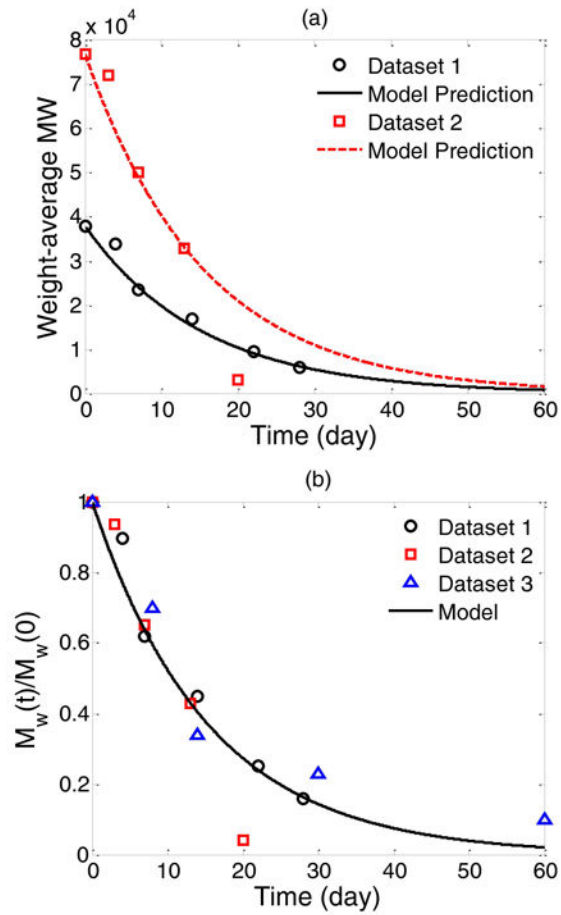 (a)
x 10^4
8
7
6
5
4
3
2
1
0
Weight-average MW
Dataset 1
Model Prediction
Dataset 2
Model Prediction
0 10 20 30 40 50 60
Time (day)
(b)
1
0.8
0.6
0.4
0.2
0
M_w(t)/M_w(0)
Dataset 1
Dataset 2
Dataset 3
Model
0 10 20 30 40 50 60
Time (day)